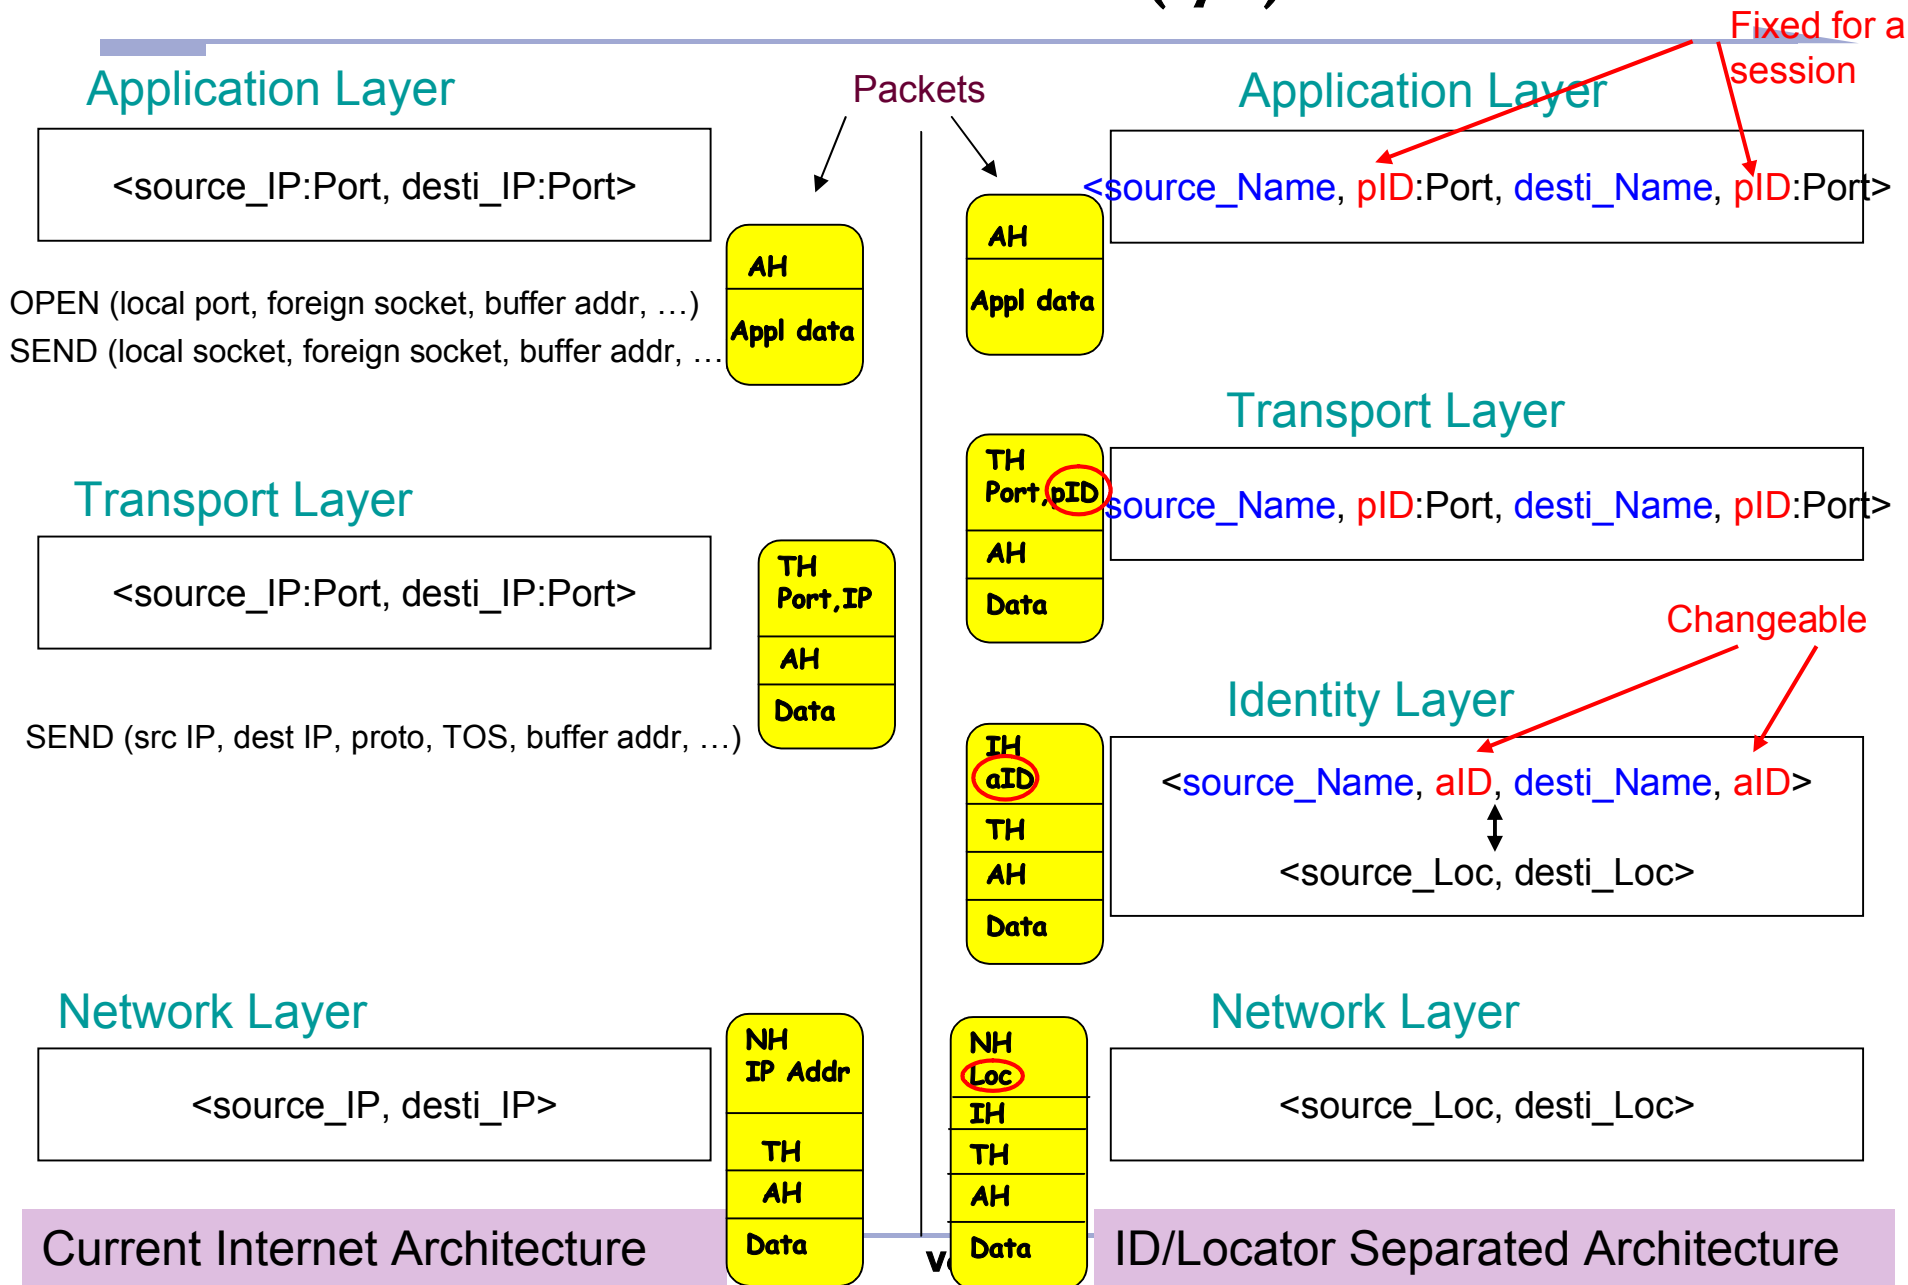 Fixed for a
session
Application Layer
Packets
Application Layer
<source_IP:Port, desti_IP:Port>
<source_Name, pID:Port, desti_Name, pID:Port>
AH
Appl data
AH
Appl data
OPEN (local port, foreign socket, buffer addr, …)
SEND (local socket, foreign socket, buffer addr, …
Transport Layer
Transport Layer
<source_IP:Port, desti_IP:Port>
TH
Port,IP
AH
Data
TH
Port,pID
AH
Data
source_Name, pID:Port, desti_Name, pID:Port>
SEND (src IP, dest IP, proto, TOS, buffer addr, …)
Changeable
Identity Layer
IH
aID
TH
AH
Data
<source_Name, aID, desti_Name, aID>
<source_Loc, desti_Loc>
Network Layer
Network Layer
<source_IP, desti_IP>
NH
IP Addr
TH
AH
Data
NH
Loc
IH
TH
AH
Data
<source_Loc, desti_Loc>
Current Internet Architecture
ID/Locator Separated Architecture